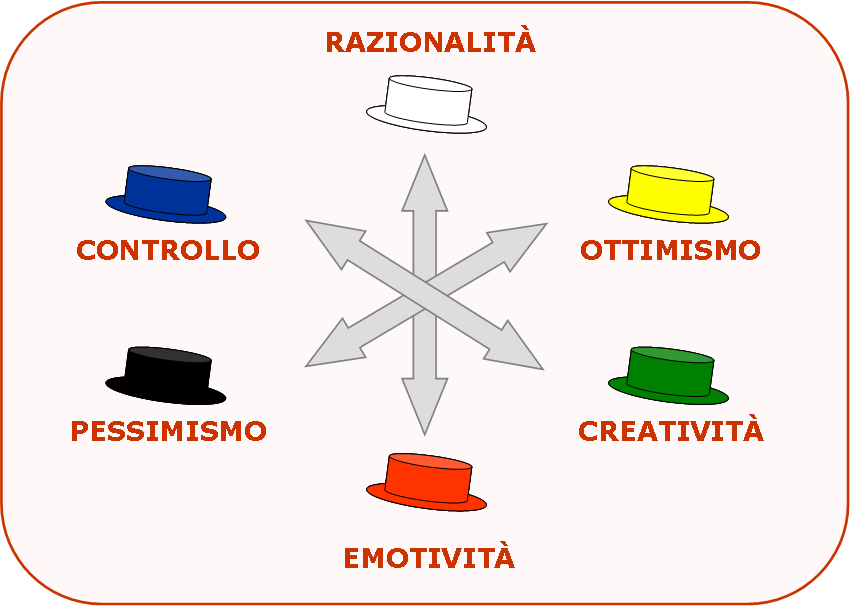 RAZIONALITÀ
CONTROLLO
OTTIMISMO
PESSIMISMO
CREATIVITÀ
EMOTIVITÀ